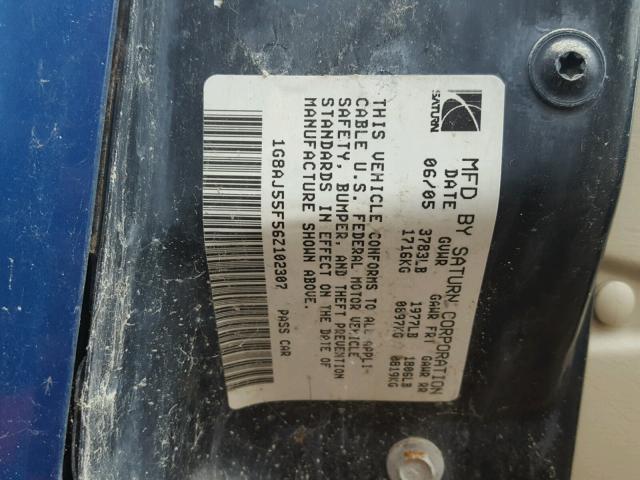 SATURN
MFD BY SATURN CORPORATION
DATE GVWR GAWR FRT GAWR RR
06/05 3783LB 1977LB 1806LB
1716KG 0897KG 0819KG
THIS VEHICLE CONFORMS TO ALL APPLI-
CABLE U.S. FEDERAL MOTOR VEHICLE
SAFETY, BUMPER, AND THEFT PREVENTION
STANDARDS IN EFFECT ON THE DATE OF
MANUFACTURE SHOWN ABOVE.
1G8AJ55F56Z102307 PASS CAR